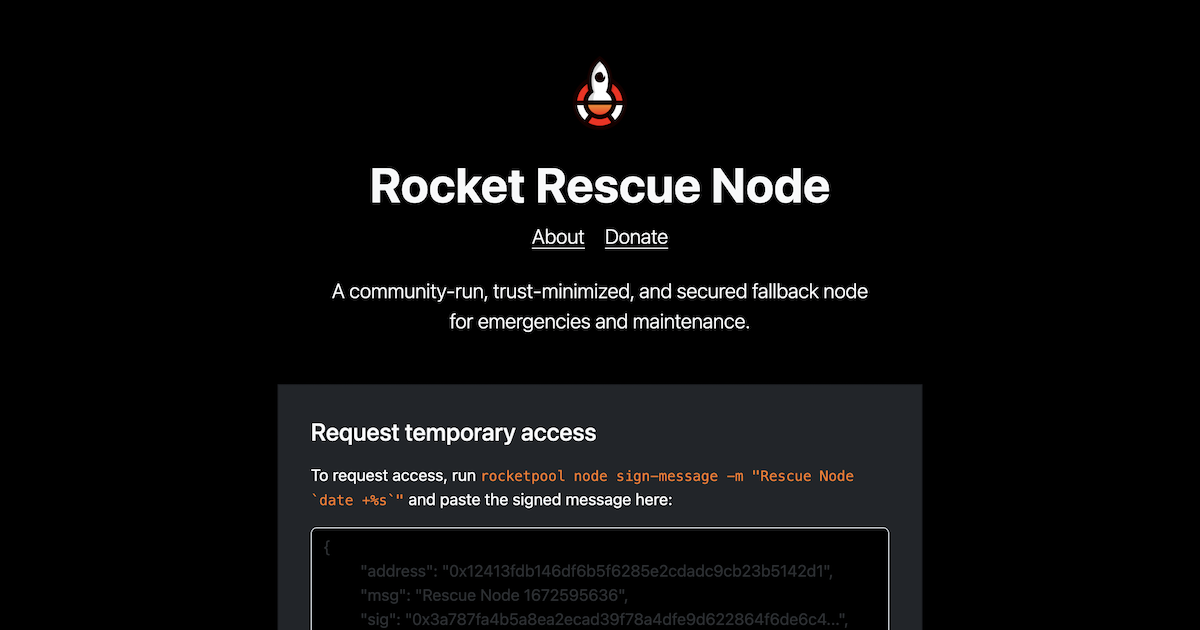 Rocket Rescue Node
About Donate
A community-run, trust-minimized, and secured fallback node
for emergencies and maintenance.
Request temporary access
To request access, run rocketpool node sign-message -m "Rescue Node
`date +%s`" and paste the signed message here:
{
"address": "0x12413fdb146df6b5f6285e2cdadc9cb23b5142d1",
"msg": "Rescue Node 1672595636",
"sig": "0x3a787fa4b5a8ea2ecad39f78a4dfe9d622864f6de6c4...",